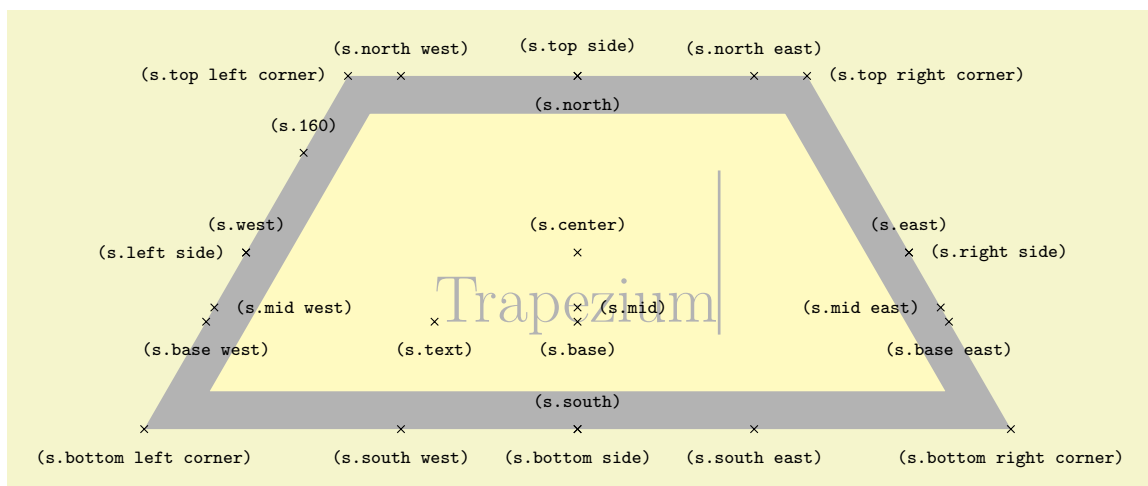 (s.north west) (s.top side) (s.north east)
(s.top left corner) (s.top right corner)
(s.north)
(s.160)
(s.west) (s.center) (s.east)
(s.left side) (s.right side)
Trapezium
(s.mid west) (s.mid) (s.mid east)
(s.base west) (s.text) (s.base) (s.base east)
(s.south)
(s.bottom left corner) (s.south west) (s.bottom side) (s.south east) (s.bottom right corner)